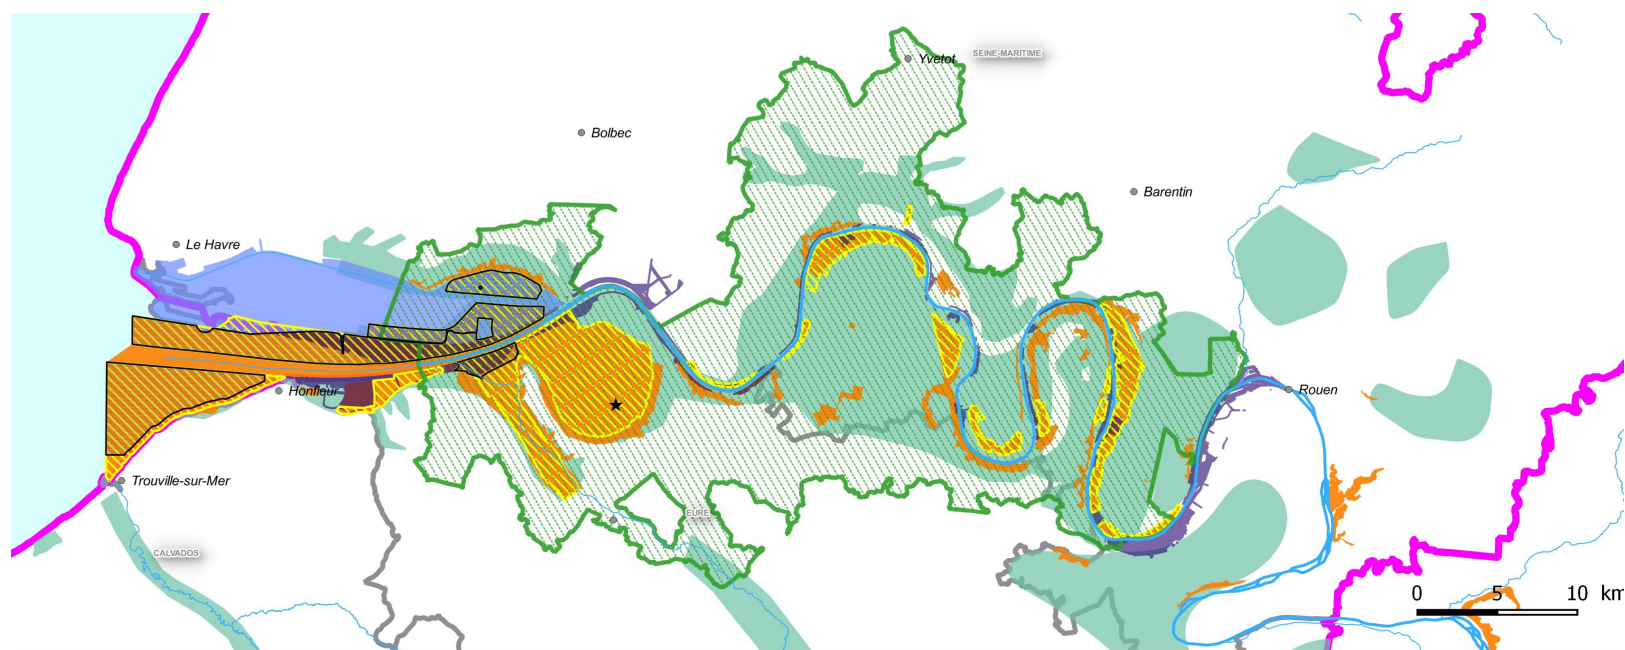 Yvetot
SEINE-MARITIME
Bolbec
Barentin
Le Havre
Honfleur
Rouen
Trouville-sur-Mer
EURE
CALVADOS
0 5 10 km